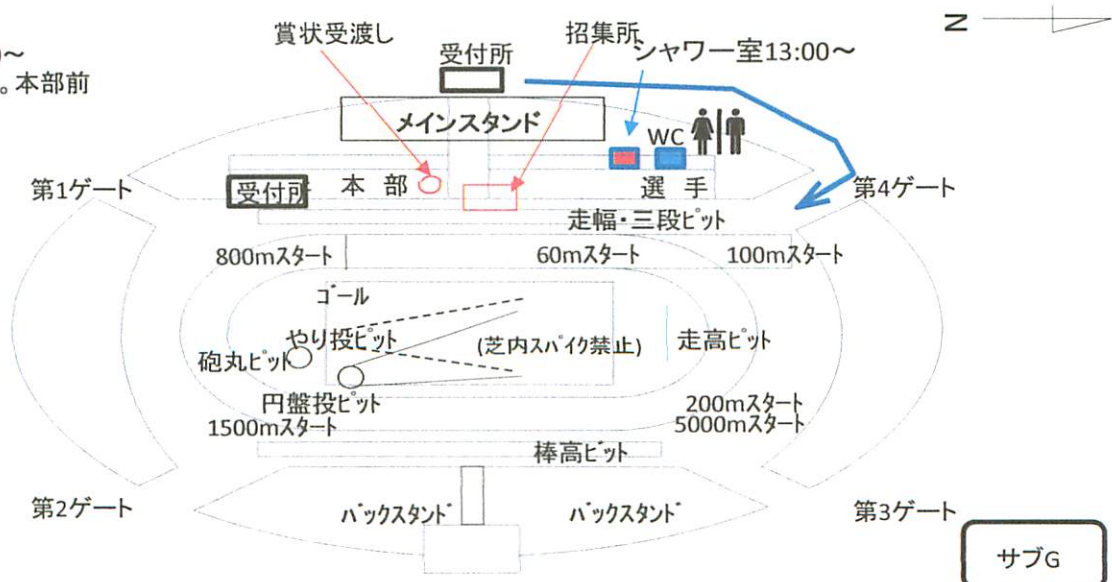 賞状受渡し
招集所
Z
~
。本部前
受付所
シャワー室13:00~
メインスタンド
WC
第1ゲート
受付所
本 部
選 手
第4ゲート
走幅・三段ピット
800mスタート
60mスタート
100mスタート
ゴール
やり投ピット
(芝内スパイク禁止)
走高ピット
砲丸ピット
円盤投ピット
200mスタート
1500mスタート
5000mスタート
棒高ピット
第2ゲート
バックスタンド
バックスタンド
第3ゲート
サブG